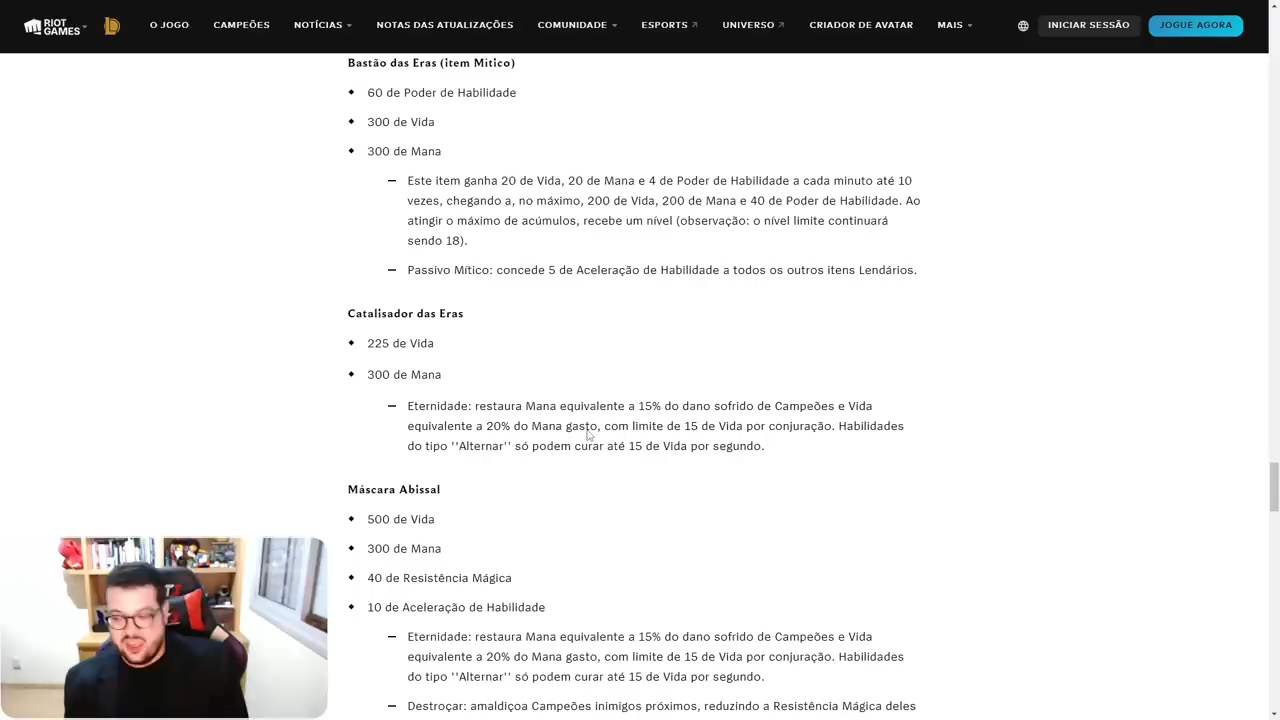 RIOT GAMES
O JOGO CAMPEÕES NOTÍCIAS NOTAS DAS ATUALIZAÇÕES COMUNIDADE ESPORTS UNIVERSO CRIADOR DE AVATAR MAIS INICIAR SESSÃO JOGUE AGORA
Bastão das Eras (item Mítico)
60 de Poder de Habilidade
300 de Vida
300 de Mana
Este item ganha 20 de Vida, 20 de Mana e 4 de Poder de Habilidade a cada minuto até 10
vezes, chegando a, no máximo, 200 de Vida, 200 de Mana e 40 de Poder de Habilidade. Ao
atingir o máximo de acúmulos, recebe um nível (observação: o nível limite continuará
sendo 18).
Passivo Mítico: concede 5 de Aceleração de Habilidade a todos os outros itens Lendários.
Catalisador das Eras
225 de Vida
300 de Mana
Eternidade: restaura Mana equivalente a 15% do dano sofrido de Campeões e Vida
equivalente a 20% do Mana gasto, com limite de 15 de Vida por conjuração. Habilidades
do tipo ''Alternar'' só podem curar até 15 de Vida por segundo.
Máscara Abissal
500 de Vida
300 de Mana
40 de Resistência Mágica
10 de Aceleração de Habilidade
Eternidade: restaura Mana equivalente a 15% do dano sofrido de Campeões e Vida
equivalente a 20% do Mana gasto, com limite de 15 de Vida por conjuração. Habilidades
do tipo ''Alternar'' só podem curar até 15 de Vida por segundo.
Destroçar: amaldiçoa Campeões inimigos próximos, reduzindo a Resistência Mágica deles